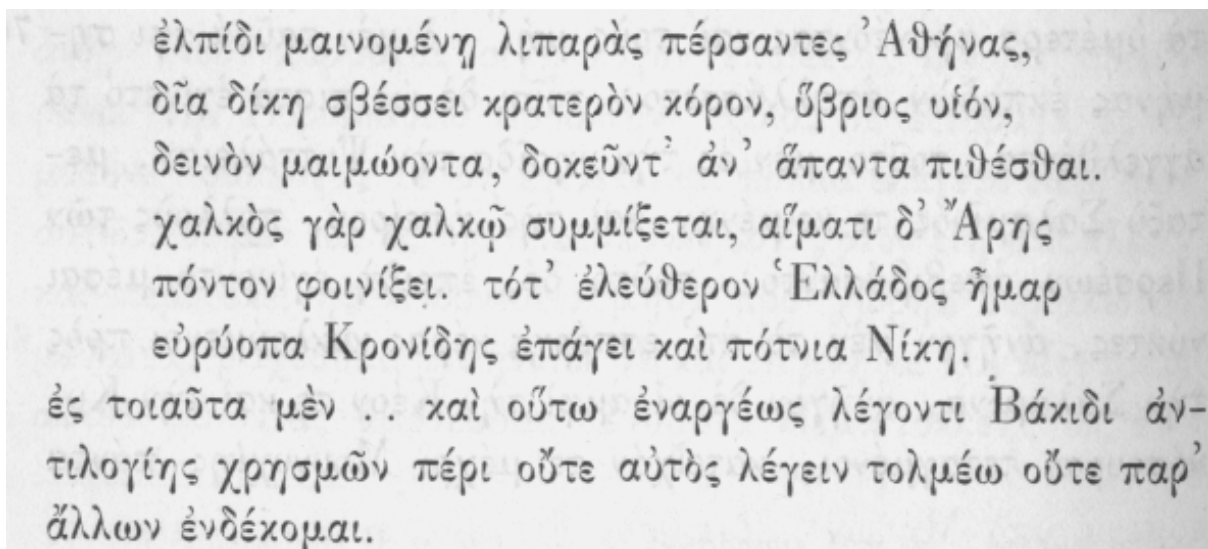 ἐλπίδι μαινομένῃ λιπαρὰς πέρσαντες Ἀθήνας,
δῖα δίκη σβέσσει κρατερὸν κόρον, ὕβριος υἱόν,
δεινὸν μαιμώοντα, δοκεῦντ' ἀν' ἅπαντα πιθέσθαι.
χαλκὸς γὰρ χαλκῷ συμμίξεται, αἵματι δ' Ἄρης
πόντον φοινίξει. τότ' ἐλεύθερον Ἑλλάδος ἦμαρ
εὐρύοπα Κρονίδης ἐπάγει καὶ πότνια Νίκη.
ἐς τοιαῦτα μὲν καὶ οὕτω ἐναργέως λέγοντι Βάκιδι ἀν-
τιλογίης χρησμῶν πέρι οὔτε αὐτὸς λέγειν τολμέω οὔτε παρ'
ἄλλων ἐνδέκομαι.